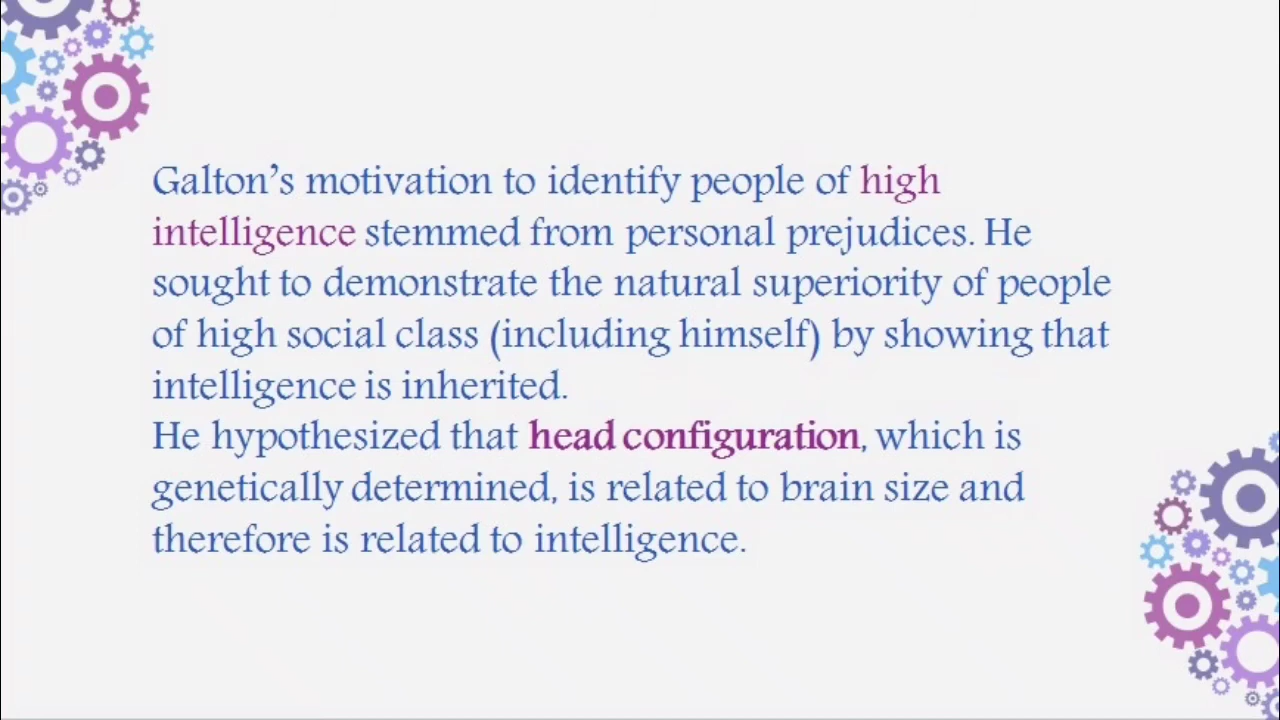 Galton’s motivation to identify people of high
intelligence stemmed from personal prejudices. He
sought to demonstrate the natural superiority of people
of high social class (including himself) by showing that
intelligence is inherited.
He hypothesized that head configuration, which is
genetically determined, is related to brain size and
therefore is related to intelligence.